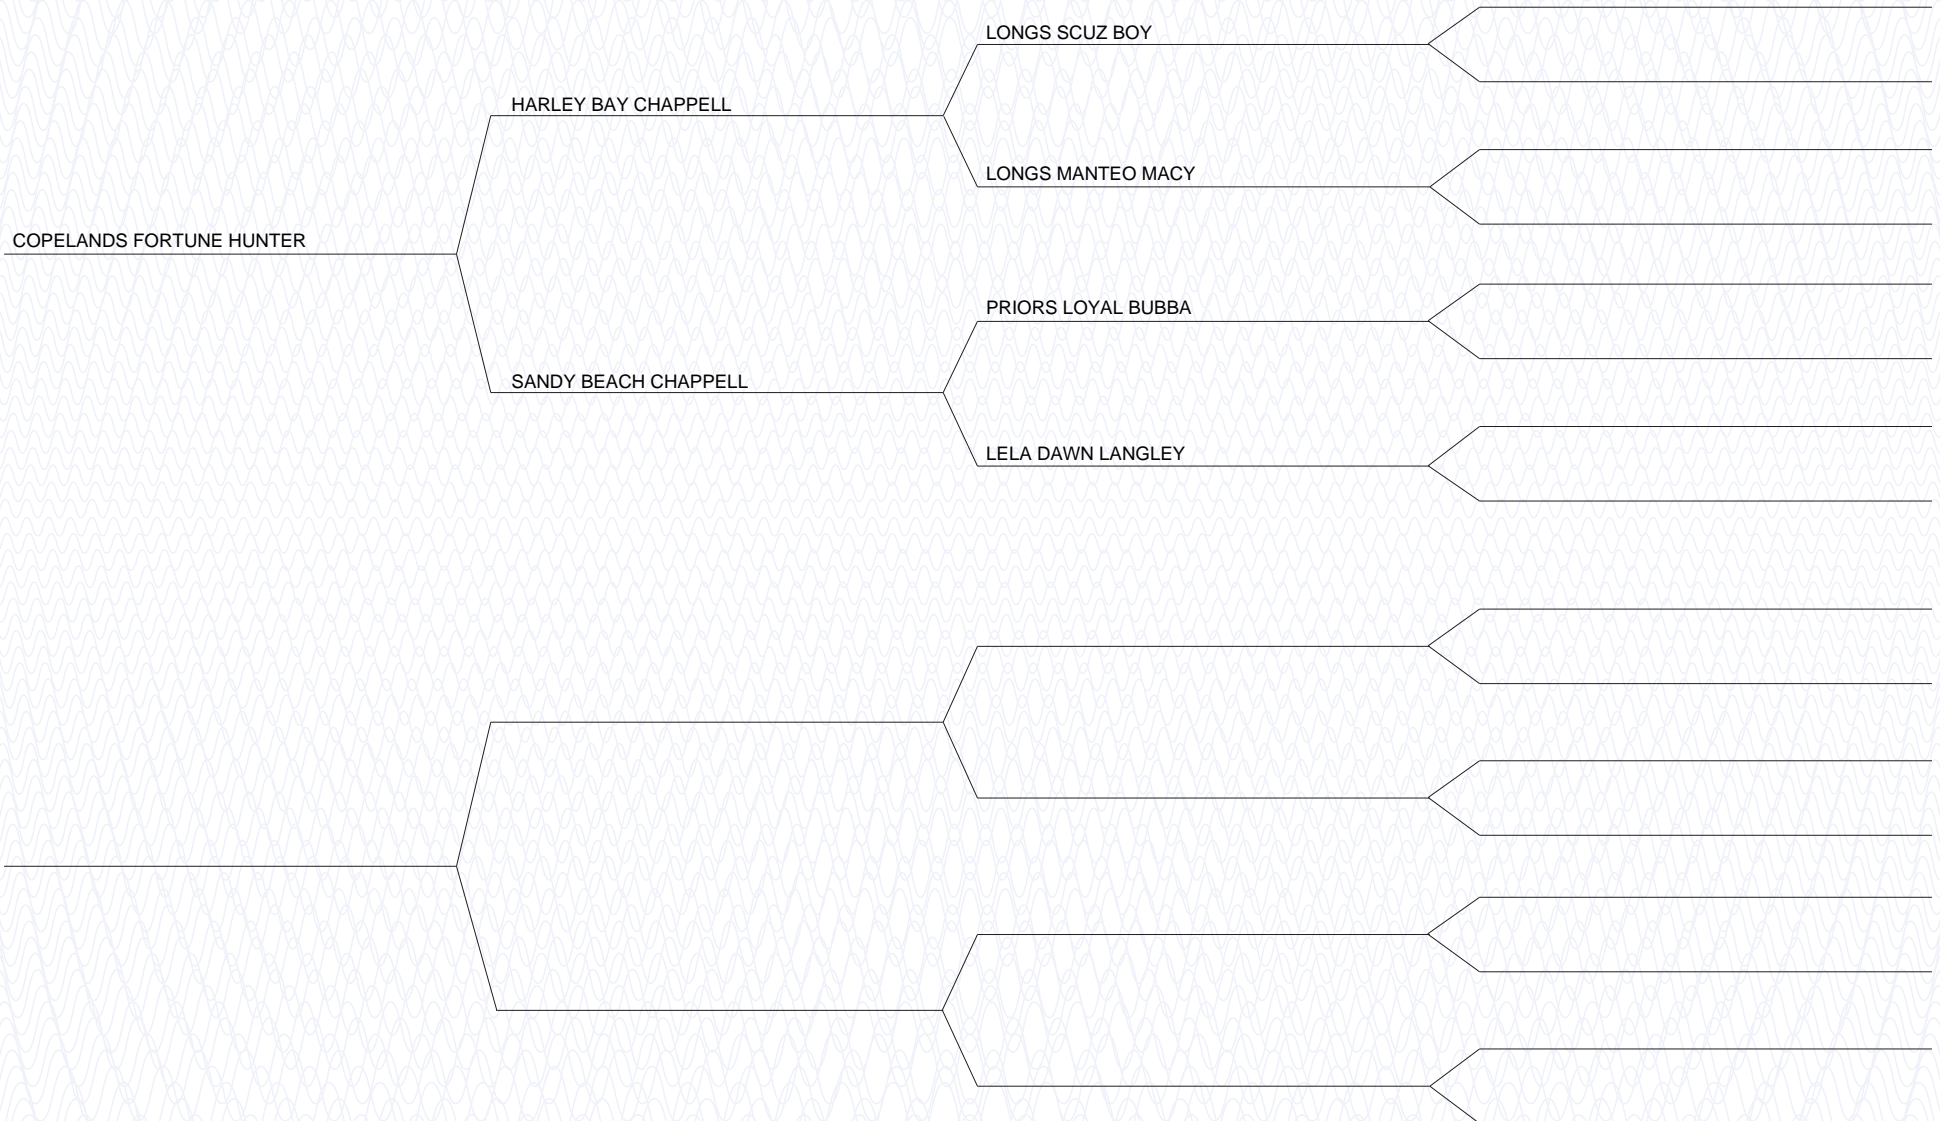 LONGS SCUZ BOY
HARLEY BAY CHAPPELL
LONGS MANTEO MACY
COPELANDS FORTUNE HUNTER
PRIORS LOYAL BUBBA
SANDY BEACH CHAPPELL
LELA DAWN LANGLEY